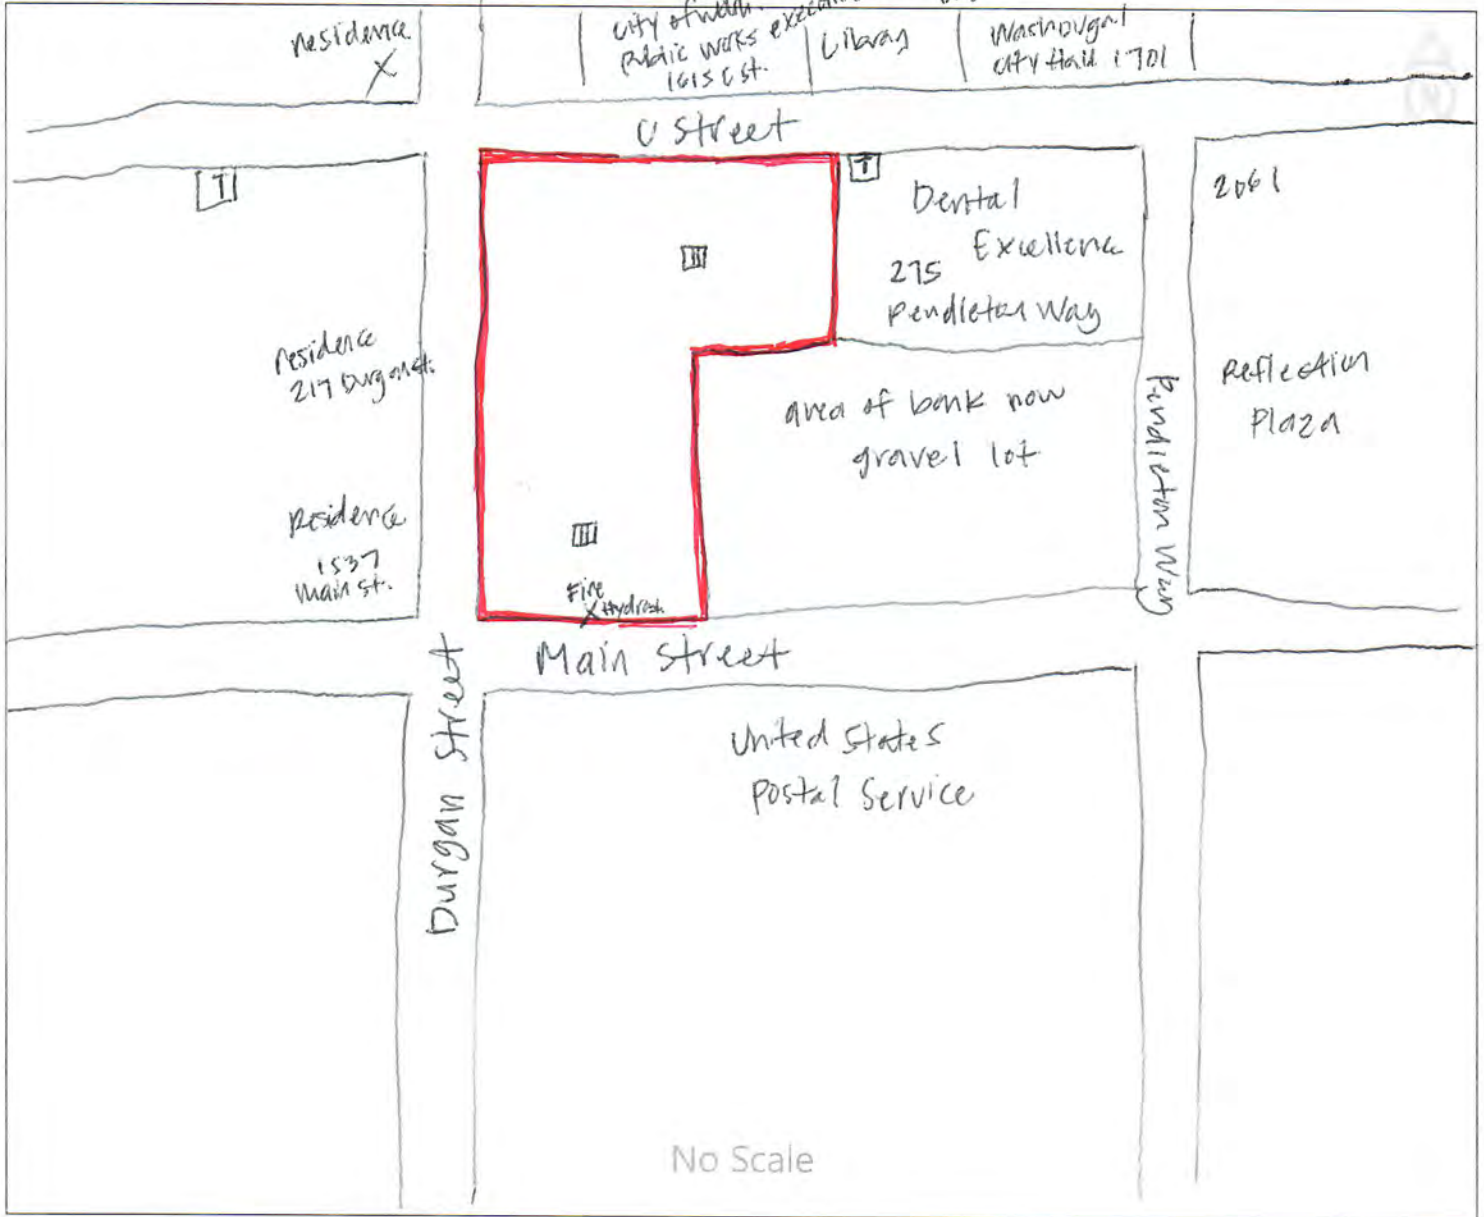 residence
X
City of
Public works
1615 C st.
Library
Washougal
City Hall 1701
N
C Street
T
T
Dental
Excellence
275
Pendleton Way
2061
residence
217 Durgan st.
area of bank now
gravel lot
Pendleton Way
Reflection
Plaza
Residence
1537
Main st.
Fire
X Hydrant
Main Street
Durgan Street
United States
Postal Service
No Scale